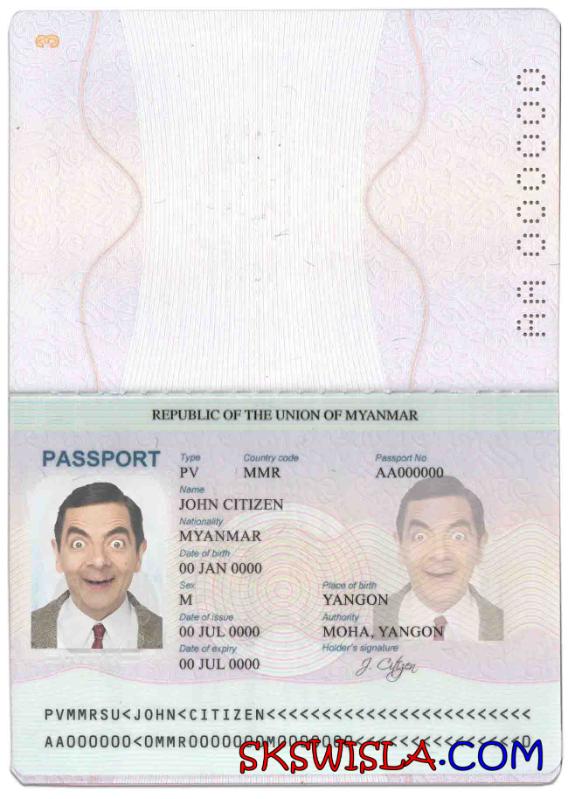 3
AA 000000
REPUBLIC OF THE UNION OF MYANMAR
PASSPORT
Type Country code Passport No
PV MMR AA000000
Name
JOHN CITIZEN
Nationality
MYANMAR
Date of birth
00 JAN 0000
Sex Place of birth
M YANGON
Date of issue Authority
00 JUL 0000 MOHA, YANGON
Date of expiry Holder's signature
00 JUL 0000 J. Citizen
PVMMRSU<JOHN<CITIZEN<<<<<<<<<<<<<<<<<<<<<<<<
SKSWISLA.COM